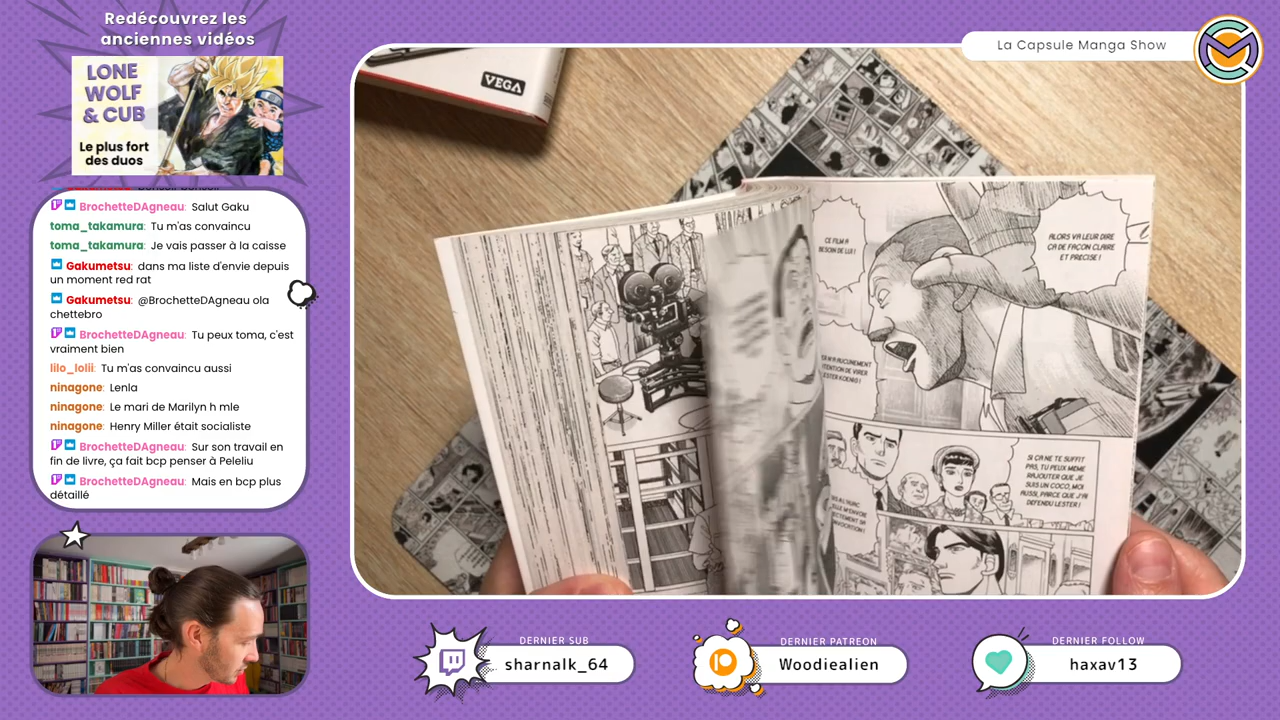 Redécouvrez les
anciennes vidéos
LONE
WOLF
& CUB
Le plus fort
des duos
BrochetteDAgneau: Salut Gaku
toma_takamura: Tu m'as convaincu
toma_takamura: Je vais passer à la caisse
Gakumetsu: dans ma liste d'envie depuis
un moment red rat
Gakumetsu: @BrochetteDAgneau ola
chettebro
BrochetteDAgneau: Tu peux toma, c'est
vraiment bien
lilo_lolii: Tu m'as convaincu aussi
ninagone: Lenla
ninagone: Le mari de Marilyn h mle
ninagone: Henry Miller était socialiste
BrochetteDAgneau: Sur son travail en
fin de livre, ça fait bcp penser à Peleliu
BrochetteDAgneau: Mais en bcp plus
détaillé
La Capsule Manga Show
VEGA
CE FILM A
BESOIN DE LUI !
ALORS VA LEUR DIRE
ÇA DE FAÇON CLAIRE
ET PRÉCISE !
N'A AUCUNEMENT
DE VIRER
LESTER KOENIG !
SI ÇA NE TE SUFFIT
PAS, TU PEUX MÊME
RAJOUTER QUE JE
SUIS UN COCO, MOI
AUSSI, PARCE QUE J'AI
DÉFENDU LESTER !
DERNIER SUB
sharnalk_64
DERNIER PATREON
Woodiealien
DERNIER FOLLOW
haxav13